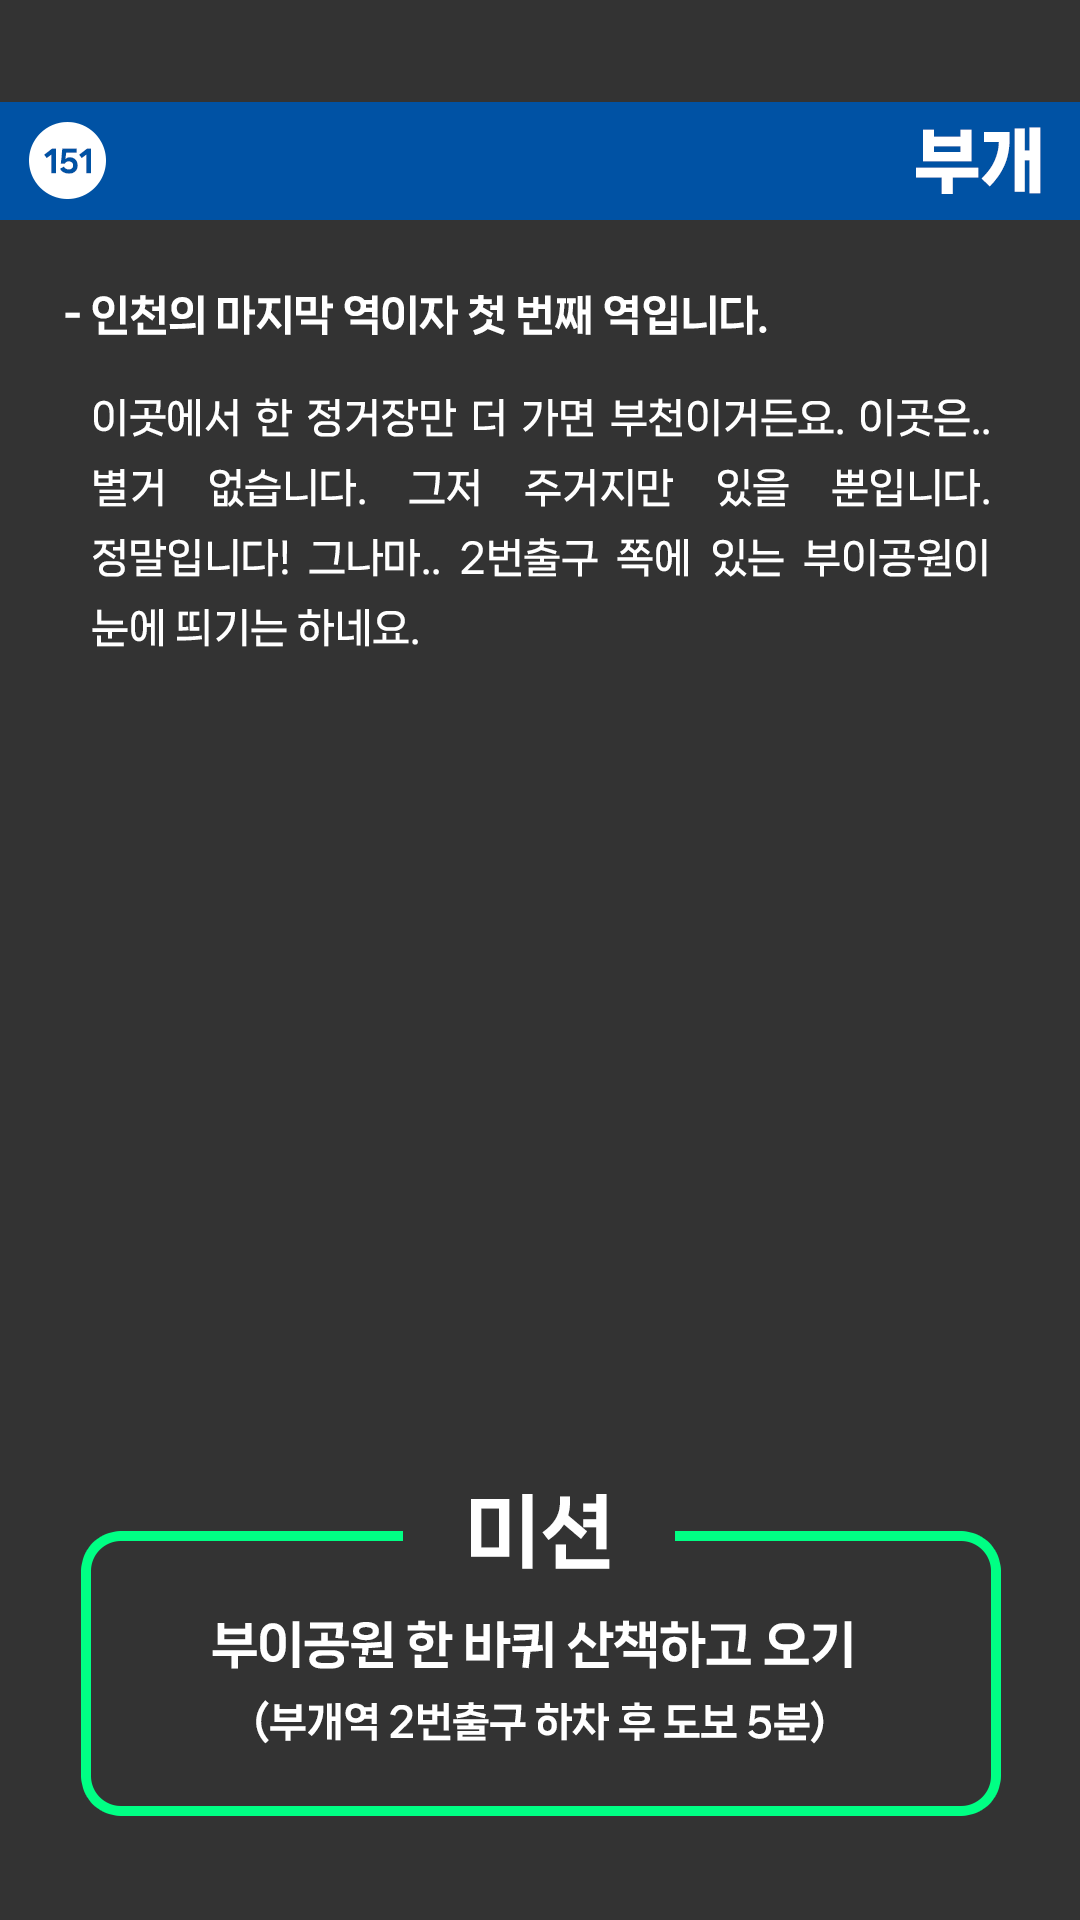 151
부개
- 인천의 마지막 역이자 첫 번째 역입니다.
이곳에서 한 정거장만 더 가면 부천이거든요. 이곳은..
별거 없습니다. 그저 주거지만 있을 뿐입니다.
정말입니다! 그나마.. 2번출구 쪽에 있는 부이공원이
눈에 띄기는 하네요.
미션
부이공원 한 바퀴 산책하고 오기
(부개역 2번출구 하차 후 도보 5분)